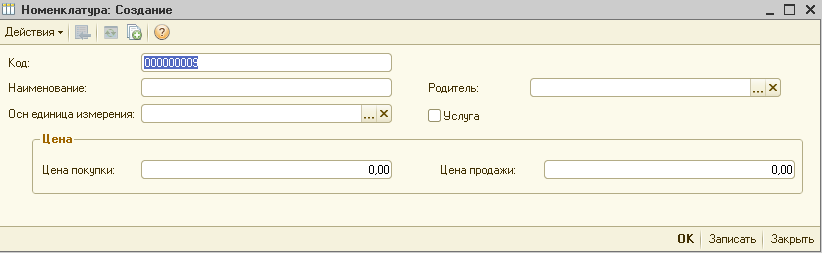 Номенклатура: Создание
Действия
Код: 000000009
Наименование: Родитель: ...
Осн единица измерения: ... Услуга
Цена
Цена покупки: 0,00 Цена продажи: 0,00
OK Записать Закрыть